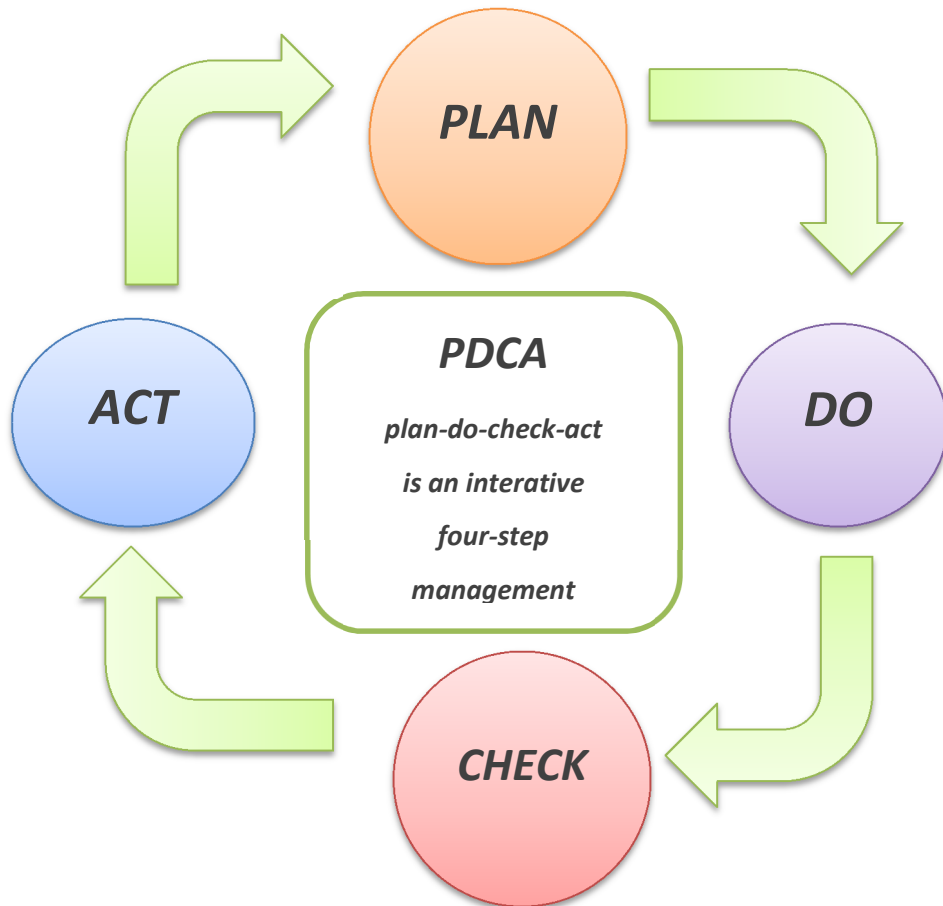 PLAN
ACT
PDCA
plan-do-check-act
is an interative
four-step
management
DO
CHECK